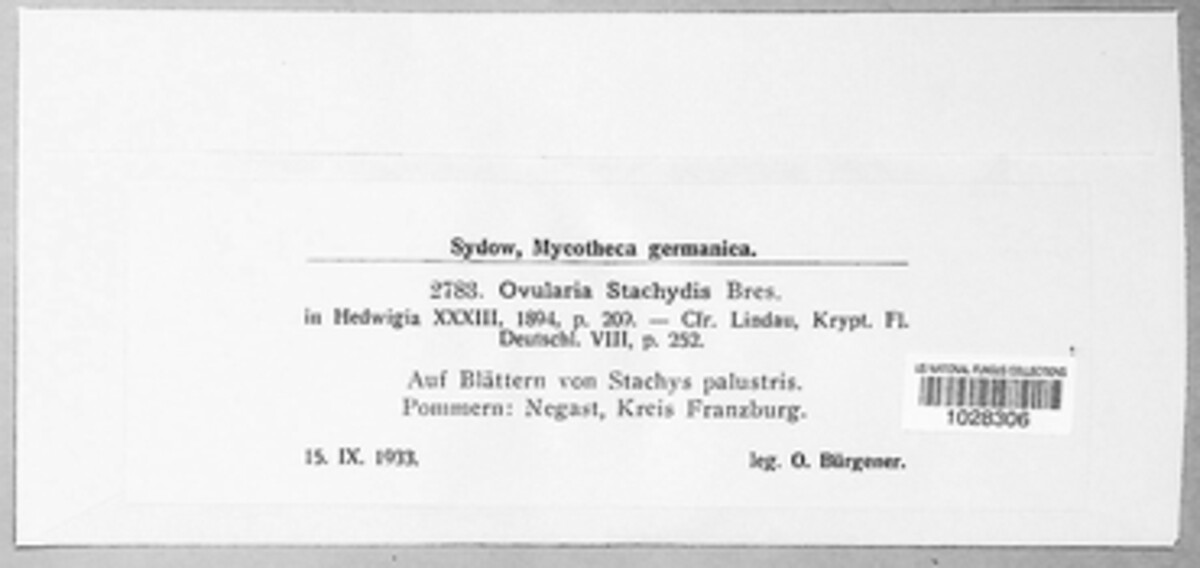 Sydow, Mycotheca germanica.
2783. Ovularia Stachydis Bres.
in Hedwigia XXXIII, 1894, p. 209. — Cfr. Lindau, Krypt. Fl.
Deutschl. VIII, p. 252.
Auf Blättern von Stachys palustris.
Pommern: Negast, Kreis Franzburg.
15. IX. 1933.
leg. O. Bürgener.
US NATIONAL FUNGUS COLLECTIONS
1028306